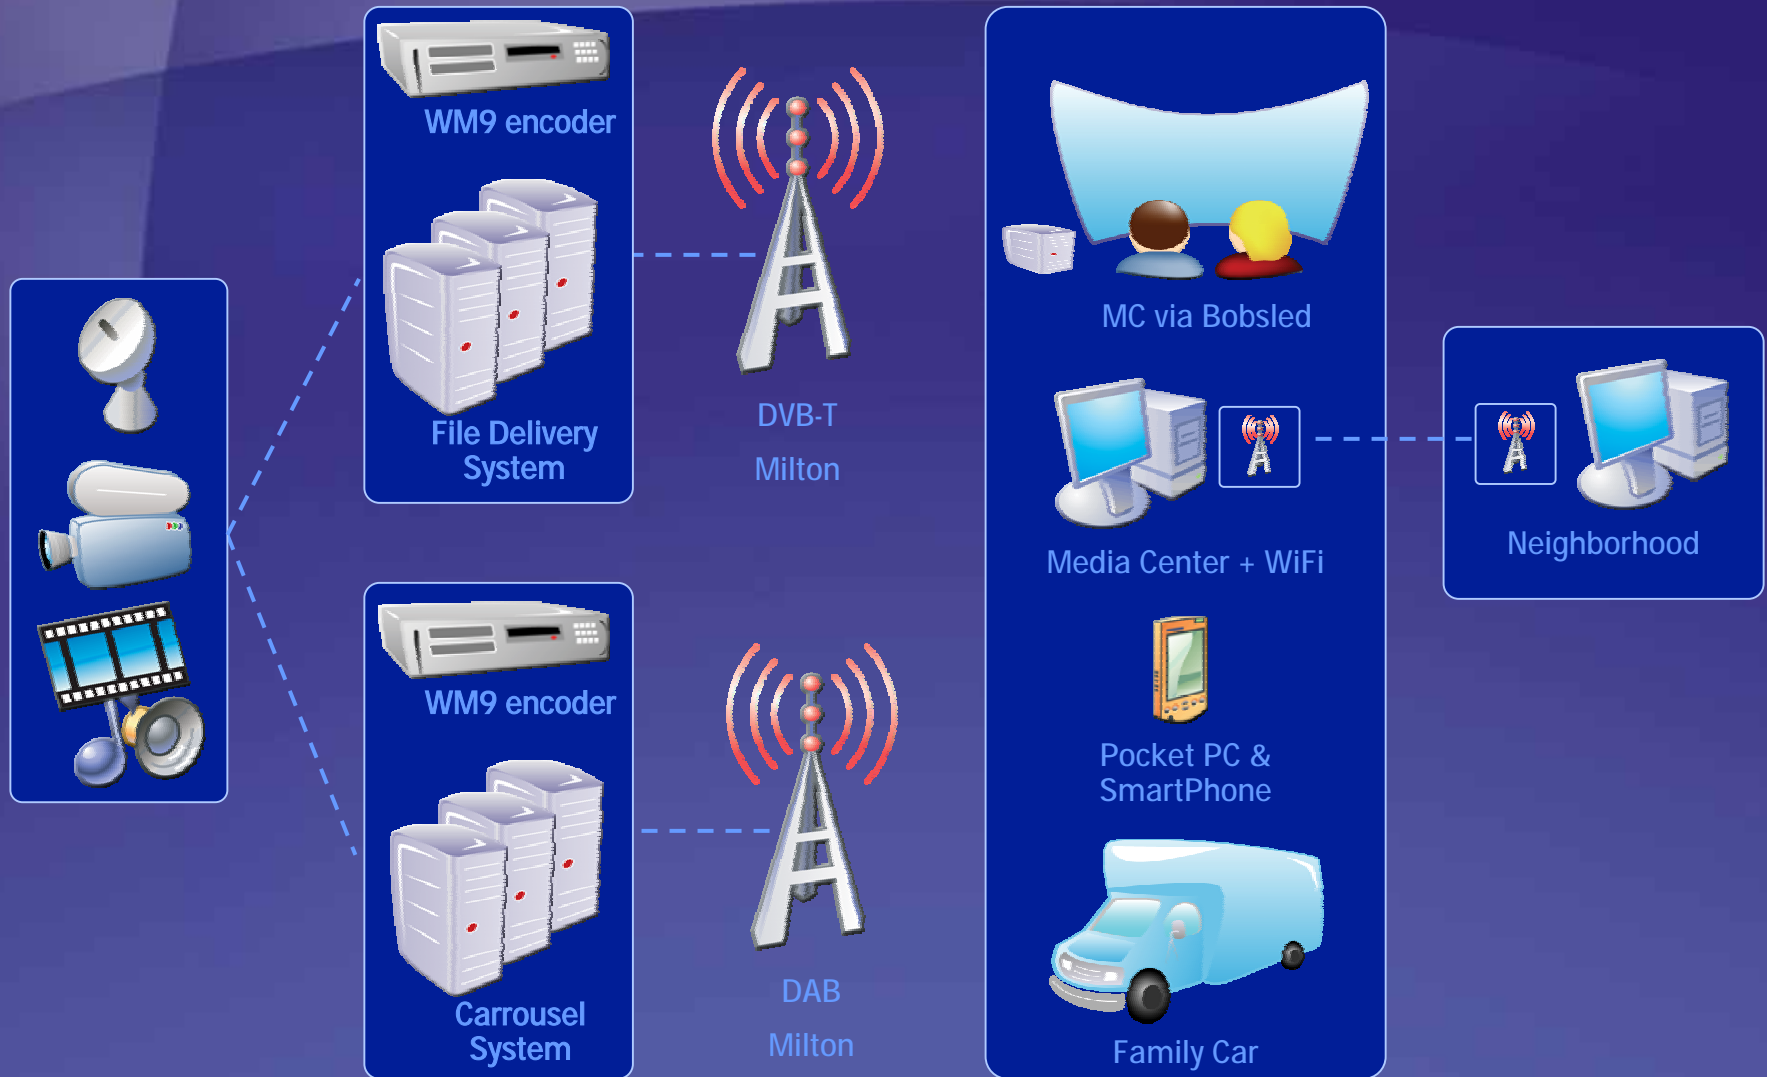 WM9 encoder
File Delivery
System
DVB-T
Milton
WM9 encoder
Carrousel
System
DAB
Milton
MC via Bobsled
Media Center + WiFi
Pocket PC &
SmartPhone
Family Car
Neighborhood